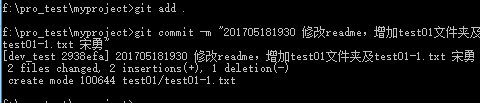 f:\pro_test\myproject>git add .
f:\pro_test\myproject>git commit -m "201705181930 修改readme，增加test01文件夹及
test01-1.txt 宋勇"
[dev_test 2938efa] 201705181930 修改readme，增加test01文件夹及test01-1.txt 宋勇
2 files changed, 2 insertions(+), 1 deletion(-)
create mode 100644 test01/test01-1.txt